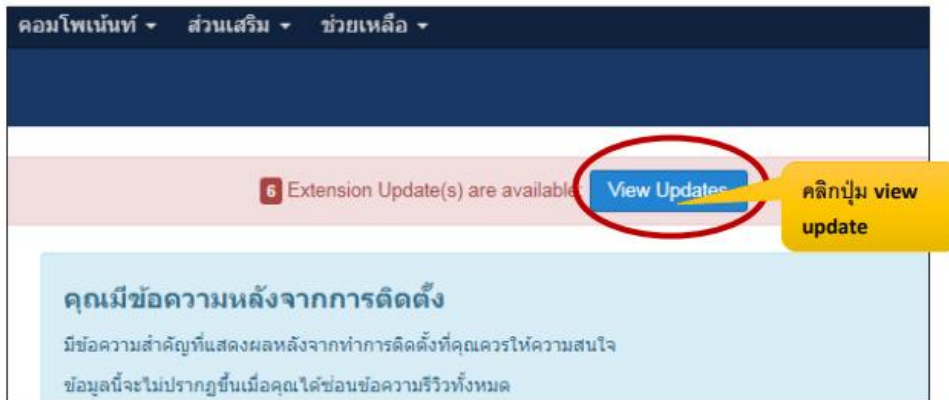 คอมโพเน้นท์ ส่วนเสริม ช่วยเหลือ
6 Extension Update(s) are available: View Updates
คลิกปุ่ม view
update
คุณมีข้อความหลังจากการติดตั้ง
มีข้อความสำคัญที่แสดงผลหลังจากทำการติดตั้งที่คุณควรให้ความสนใจ
ข้อมูลนี้จะไม่ปรากฏขึ้นเมื่อคุณได้ซ่อนข้อความรีวิวทั้งหมด